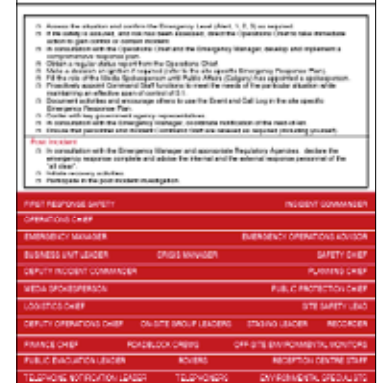 Assess the situation and confirm the Emergency Level (Alert, 1, 2, 3) as required.
If the safety is assured, and risk has been assessed, direct the Operations Chief to take immediate
action to gain control or contain incident.
In consultation with the Operations Chief and the Emergency Manager, develop and implement a
comprehensive response plan.
Obtain a regular status report from the Operations Chief.
Make a decision on ignition if required (refer to the site specific Emergency Response Plan).
Fill the role of the Media Spokesperson until Public Affairs (Calgary) has appointed a spokesperson.
Proactively appoint Command Staff functions to meet the needs of the particular situation while
maintaining an effective span of control of 3-1.
Document activities and encourage others to use the Event and Call Log in the site specific
Emergency Response Plan.
Confer with key government agency representatives.
In consultation with the Emergency Manager, coordinate notification of the next-of-kin.
Ensure that personnel and Incident Command Staff are relieved as required (including yourself).
Post Incident
In consultation with the Emergency Manager and appropriate Regulatory Agencies, declare the
emergency response complete and advise the internal and the external response personnel of the
"all clear".
Initiate recovery activities.
Participate in the post incident investigation.
FIRST RESPONSE SAFETY INCIDENT COMMANDER
OPERATIONS CHIEF
EMERGENCY MANAGER EMERGENCY OPERATIONS ADVISOR
BUSINESS UNIT LEADER CRISIS MANAGER SAFETY CHIEF
DEPUTY INCIDENT COMMANDER PLANNING CHIEF
MEDIA SPOKESPERSON PUBLIC PROTECTION CHIEF
LOGISTICS CHIEF SITE SAFETY LEAD
DEPUTY OPERATIONS CHIEF ON-SITE GROUP LEADERS STAGING LEADER RECORDER
FINANCE CHIEF ROADBLOCK CREWS OFF-SITE ENVIRONMENTAL MONITORS
PUBLIC EVACUATION LEADER ROVERS RECEPTION CENTRE STAFF
TELEPHONE NOTIFICATION LEADER TELEPHONERS ENVIRONMENTAL SPECIALISTS